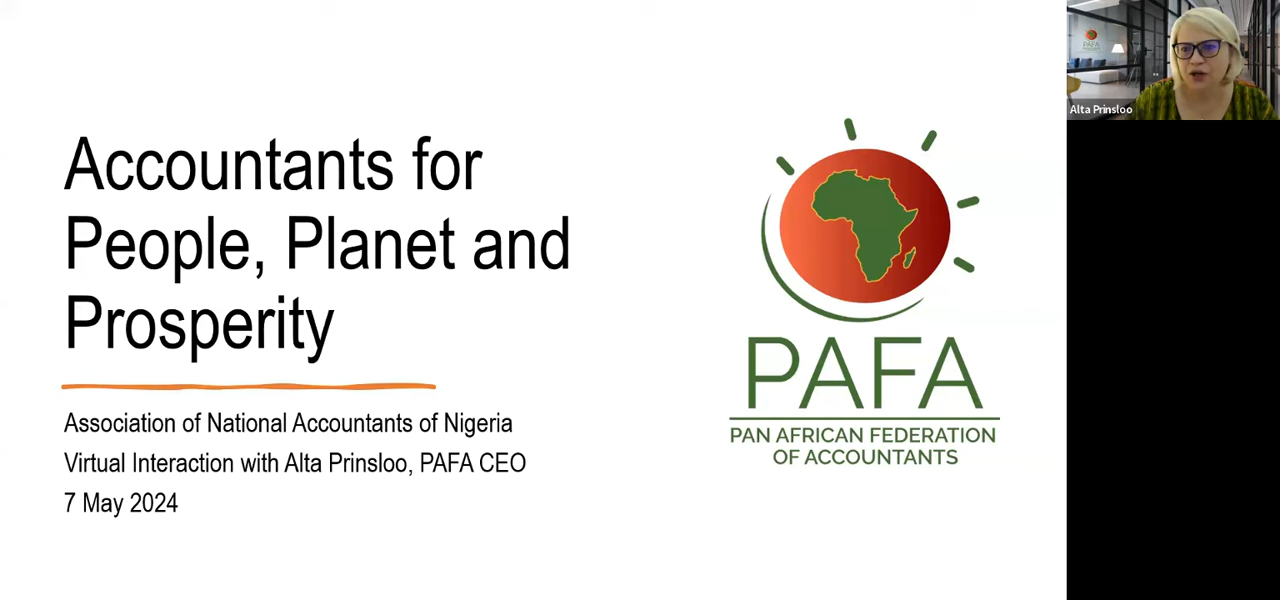 Accountants for
People, Planet and
Prosperity
Association of National Accountants of Nigeria
Virtual Interaction with Alta Prinsloo, PAFA CEO
7 May 2024
PAFA
PAN AFRICAN FEDERATION
OF ACCOUNTANTS
PAFA
Alta Prinsloo